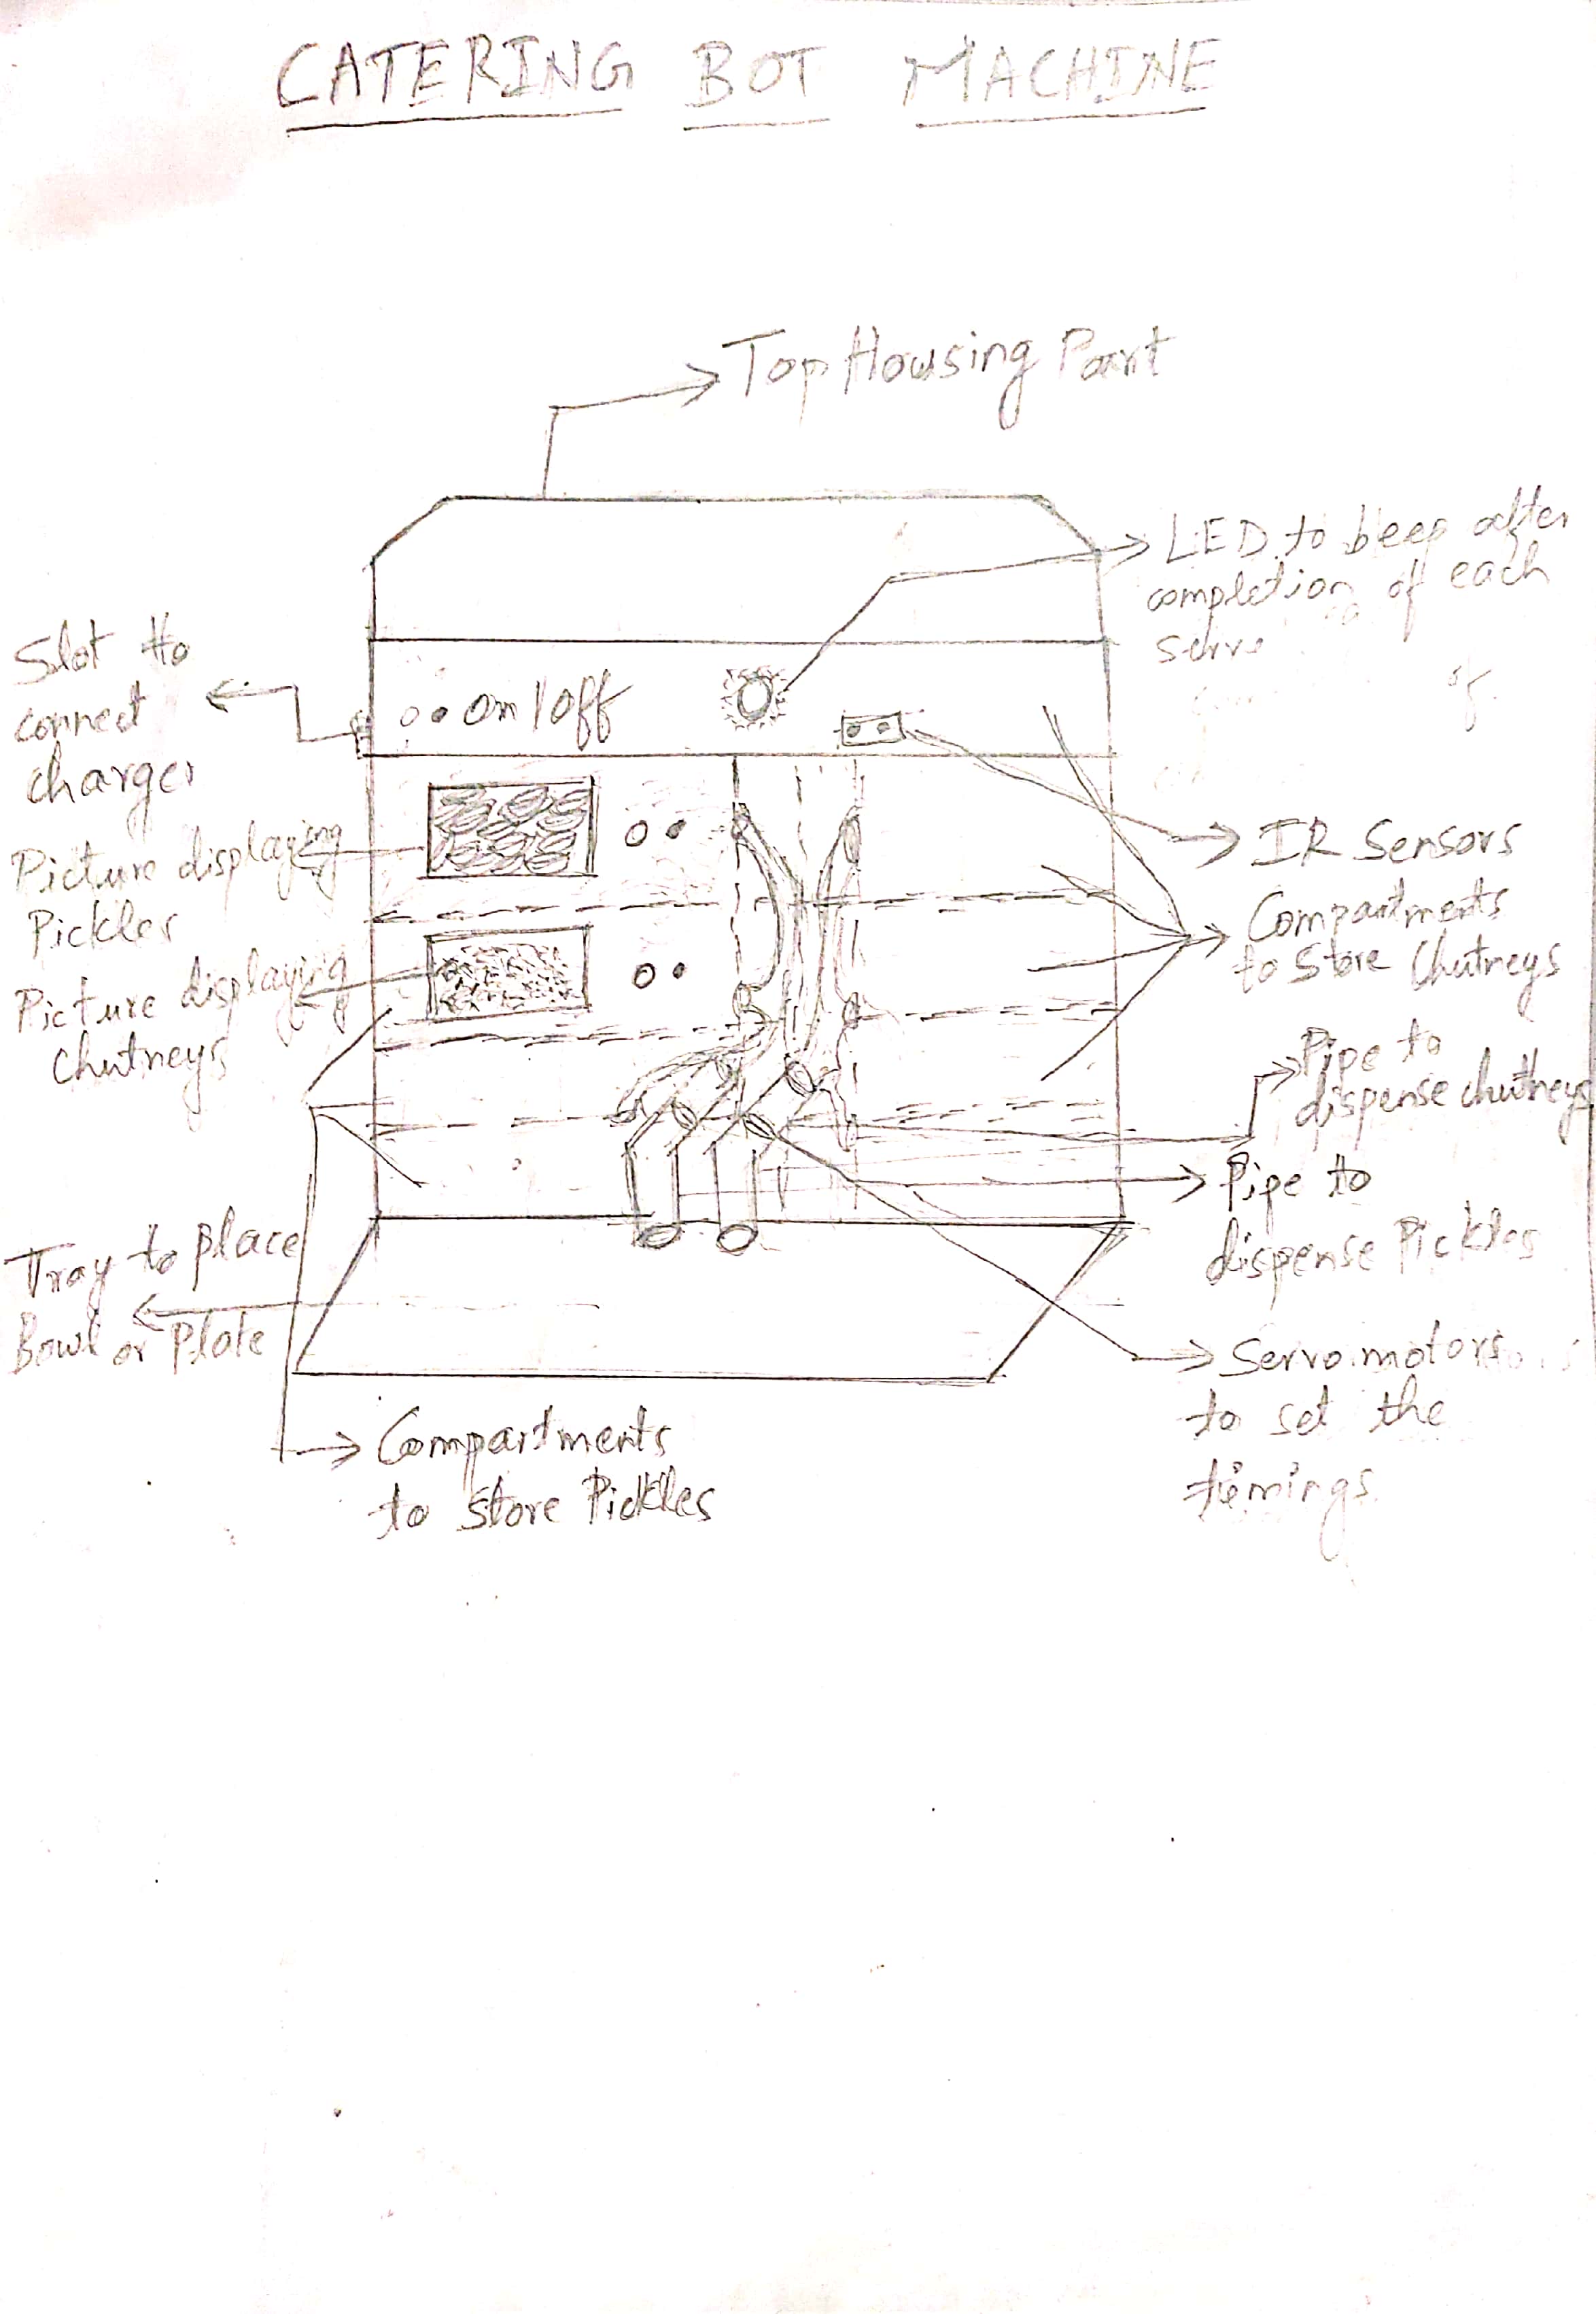 CATERING BOT MACHINE
Top Housing Part
LED to beep after
completion of each
serve
Slot to
connect
charger
on/off
Picture displaying
Pickles
IR Sensors
Compartments
to Store Chutneys
Picture displaying
Chutneys
Pipe to
dispense chutneys
Pipe to
dispense Pickles
Tray to place
Bowl or Plate
Servo motors
to set the
timings
Compartments
to store Pickles